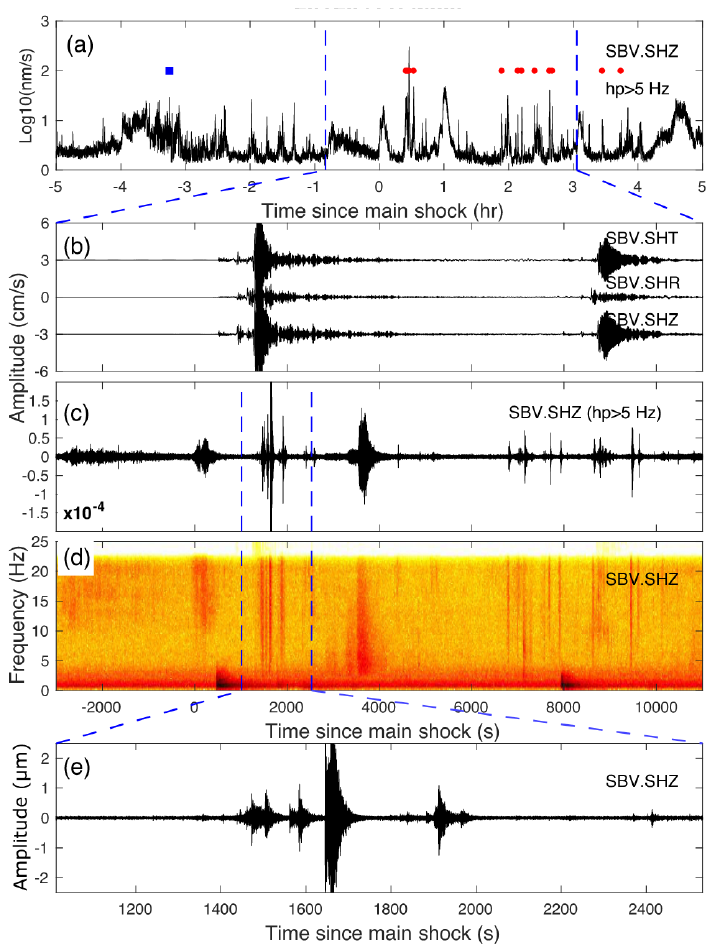 (a)
SBV.SHZ
hp>5 Hz
Log10(nm/s)
3
2
1
0
-5 -4 -3 -2 -1 0 1 2 3 4 5
Time since main shock (hr)
(b)
SBV.SHT
SBV.SHR
SBV.SHZ
6
3
0
-3
-6
Amplitude (cm/s)
(c)
SBV.SHZ (hp>5 Hz)
1.5
1
0.5
0
-0.5
-1
-1.5
x10-4
(d)
SBV.SHZ
Frequency (Hz)
25
20
15
10
5
0
-2000 0 2000 4000 6000 8000 10000
Time since main shock (s)
(e)
SBV.SHZ
Amplitude (µm)
2
1
0
-1
-2
1200 1400 1600 1800 2000 2200 2400
Time since main shock (s)